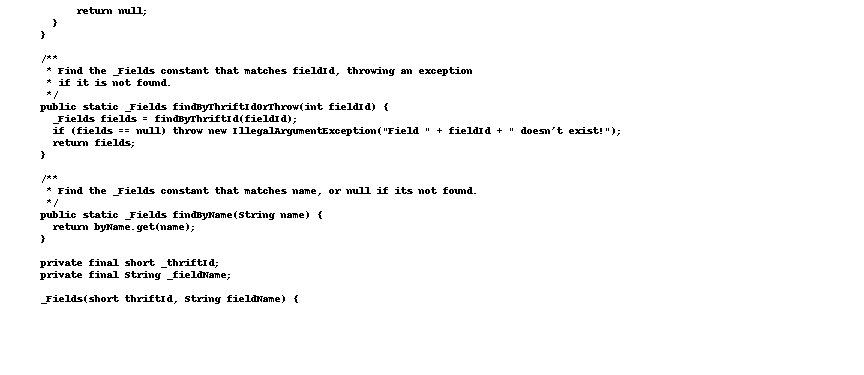 return null;
}
}
/**
* Find the _Fields constant that matches fieldId, throwing an exception
* if it is not found.
*/
public static _Fields findByThriftIdOrThrow(int fieldId) {
_Fields fields = findByThriftId(fieldId);
if (fields == null) throw new IllegalArgumentException("Field " + fieldId + " doesn't exist!");
return fields;
}
/**
* Find the _Fields constant that matches name, or null if its not found.
*/
public static _Fields findByName(String name) {
return byName.get(name);
}
private final short _thriftId;
private final String _fieldName;
_Fields(short thriftId, String fieldName) {